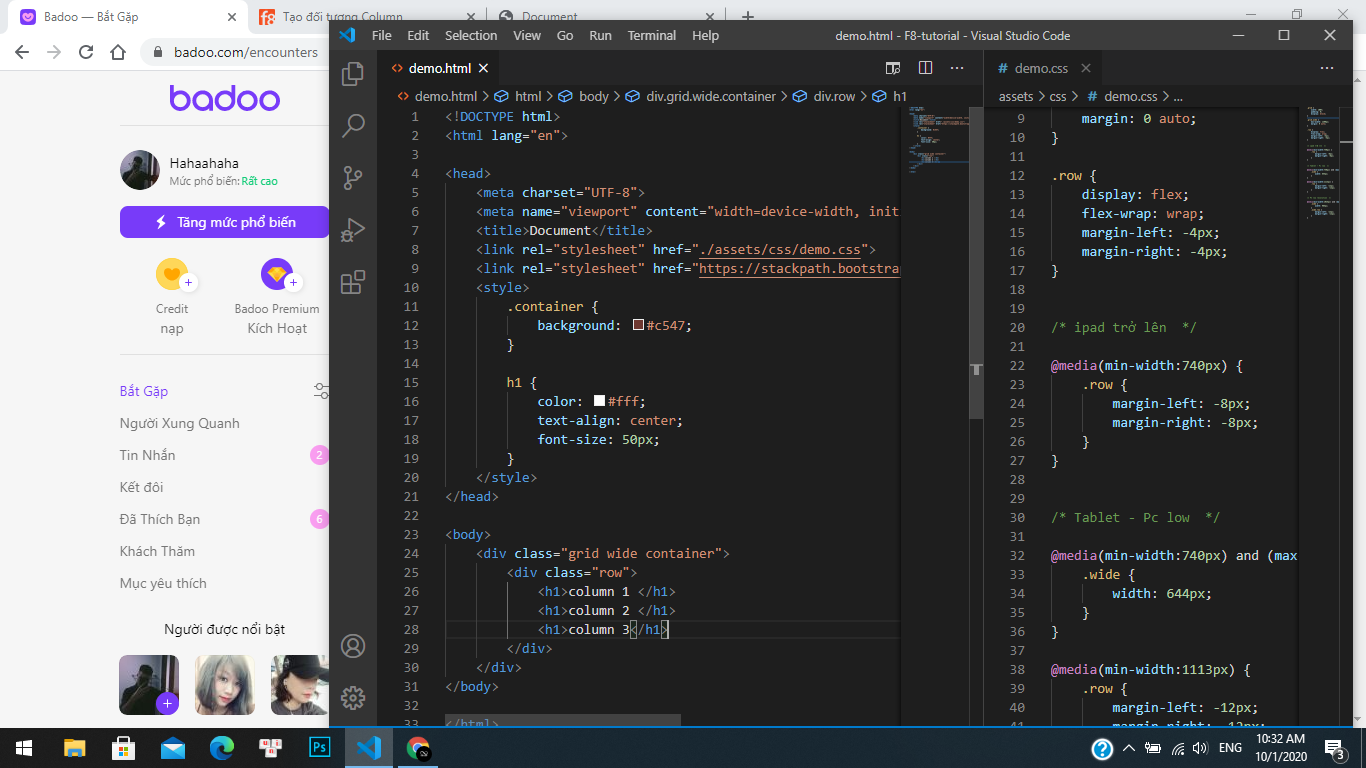 Badoo — Bắt Gặp
Tạo đối tượng Column
Document
badoo.com/encounters
badoo
Hahaahaha
Mức phổ biến: Rất cao
Tăng mức phổ biến
Credit
nạp
Badoo Premium
Kích Hoạt
Bắt Gặp
Người Xung Quanh
Tin Nhắn 2
Kết đôi
Đã Thích Bạn 6
Khách Thăm
Mục yêu thích
Người được nổi bật
File Edit Selection View Go Run Terminal Help
demo.html - F8-tutorial - Visual Studio Code
demo.html
demo.html > html > body > div.grid.wide.container > div.row > h1
1 <!DOCTYPE html>
2 <html lang="en">
3
4 <head>
5 <meta charset="UTF-8">
6 <meta name="viewport" content="width=device-width, init
7 <title>Document</title>
8 <link rel="stylesheet" href="./assets/css/demo.css">
9 <link rel="stylesheet" href="https://stackpath.bootstrap
10 <style>
11 .container {
12 background: #c547;
13 }
14
15 h1 {
16 color: #fff;
17 text-align: center;
18 font-size: 50px;
19 }
20 </style>
21 </head>
22
23 <body>
24 <div class="grid wide container">
25 <div class="row">
26 <h1>column 1 </h1>
27 <h1>column 2 </h1>
28 <h1>column 3</h1>
29 </div>
30 </div>
31 </body>
32
33 </html>
demo.css
assets > css > demo.css > ...
9 margin: 0 auto;
10 }
11
12 .row {
13 display: flex;
14 flex-wrap: wrap;
15 margin-left: -4px;
16 margin-right: -4px;
17 }
18
19
20 /* ipad trở lên */
21
22 @media(min-width:740px) {
23 .row {
24 margin-left: -8px;
25 margin-right: -8px;
26 }
27 }
28
29
30 /* Tablet - Pc low */
31
32 @media(min-width:740px) and (max
33 .wide {
34 width: 644px;
35 }
36 }
37
38 @media(min-width:1113px) {
39 .row {
40 margin-left: -12px;
41 margin-right: -12px;
Ps
ENG
10:32 AM
10/1/2020
3